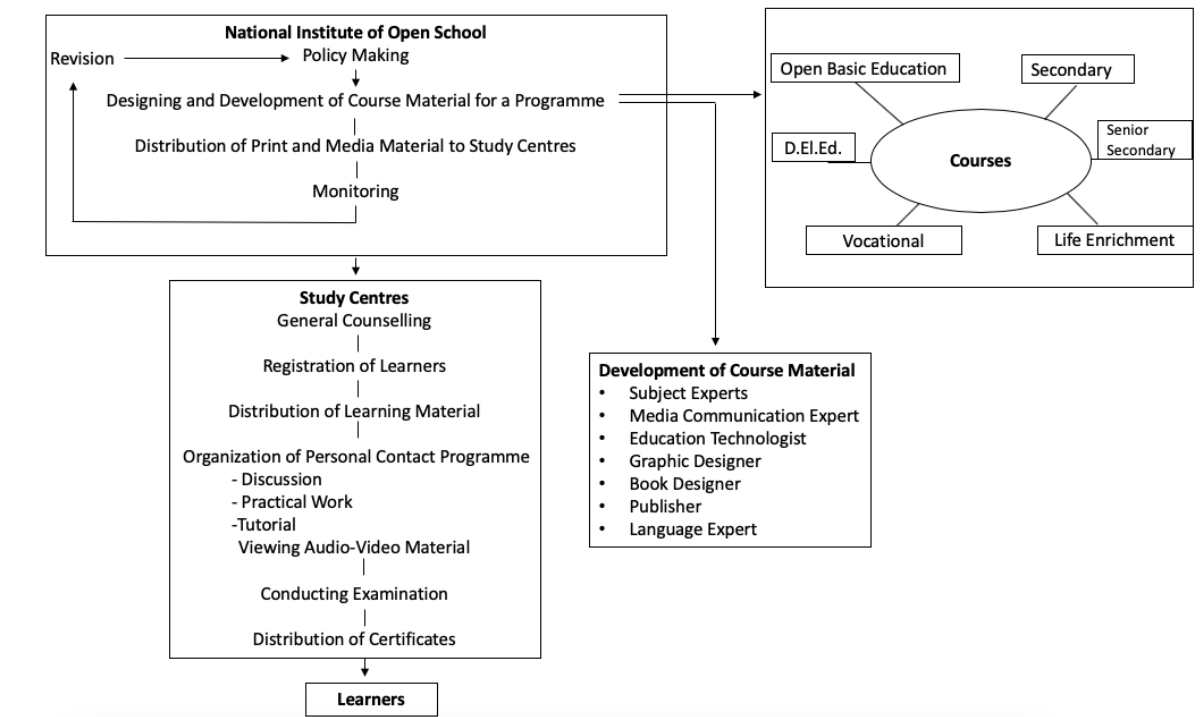 National Institute of Open School
Revision
Policy Making
Designing and Development of Course Material for a Programme
Distribution of Print and Media Material to Study Centres
Monitoring
Open Basic Education
Secondary
D.El.Ed.
Courses
Senior
Secondary
Vocational
Life Enrichment
Study Centres
General Counselling
Registration of Learners
Distribution of Learning Material
Organization of Personal Contact Programme
- Discussion
- Practical Work
-Tutorial
Viewing Audio-Video Material
Conducting Examination
Distribution of Certificates
Development of Course Material
• Subject Experts
• Media Communication Expert
• Education Technologist
• Graphic Designer
• Book Designer
• Publisher
• Language Expert
Learners